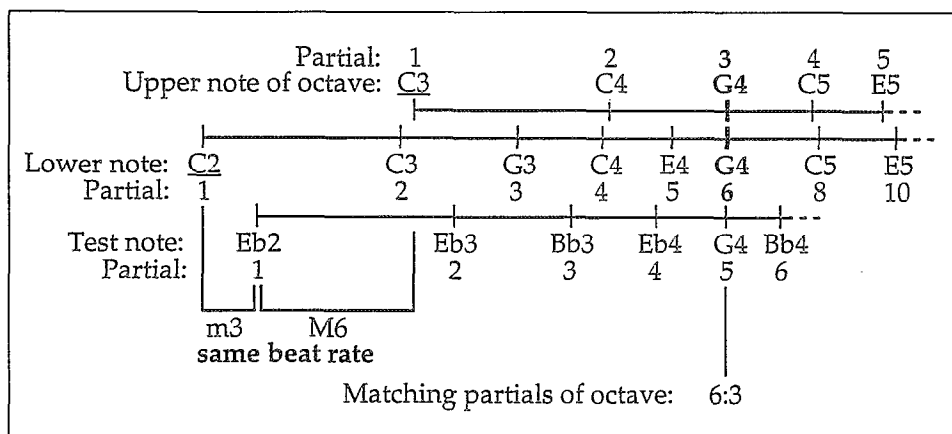 Partial: 1 2 3 4 5
Upper note of octave: C3 C4 G4 C5 E5
Lower note: C2 C3 G3 C4 E4 G4 C5 E5
Partial: 1 2 3 4 5 6 8 10
Test note: Eb2 Eb3 Bb3 Eb4 G4 Bb4
Partial: 1 2 3 4 5 6
m3 M6
same beat rate
Matching partials of octave: 6:3